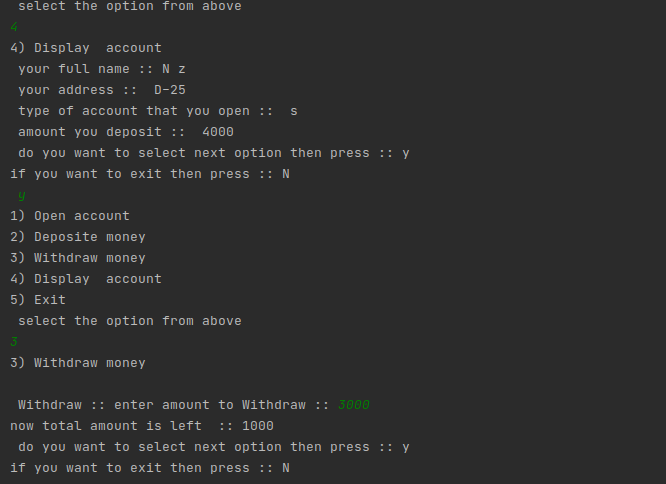 select the option from above
4
4) Display  account
your full name :: N z
your address ::  D-25
type of account that you open ::  s
amount you deposit ::  4000
do you want to select next option then press :: y
if you want to exit then press :: N
y
1) Open account
2) Deposite money
3) Withdraw money
4) Display  account
5) Exit
select the option from above
3
3) Withdraw money
Withdraw :: enter amount to Withdraw :: 3000
now total amount is left  :: 1000
do you want to select next option then press :: y
if you want to exit then press :: N